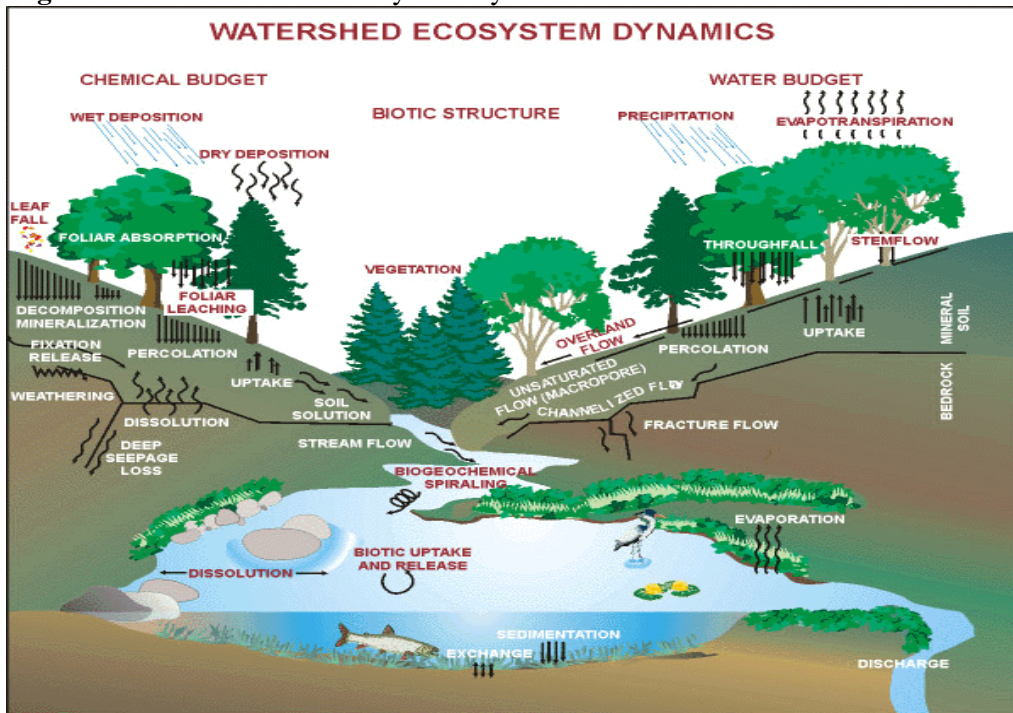 WATERSHED ECOSYSTEM DYNAMICS
CHEMICAL BUDGET
WATER BUDGET
BIOTIC STRUCTURE
WET DEPOSITION
PRECIPITATION
EVAPOTRANSPIRATION
DRY DEPOSITION
LEAF
FALL
FOLIAR ABSORPTION
THROUGHFALL
STEMFLOW
VEGETATION
FOLIAR
LEACHING
DECOMPOSITION
MINERALIZATION
OVERLAND
FLOW
UPTAKE
MINERAL
SOIL
FIXATION
RELEASE
PERCOLATION
PERCOLATION
UNSATURATED
FLOW (MACROPORE)
CHANNELIZED FLOW
UPTAKE
WEATHERING
BEDROCK
SOIL
SOLUTION
DISSOLUTION
FRACTURE FLOW
DEEP
SEEPAGE
LOSS
STREAM FLOW
BIOGEOCHEMICAL
SPIRALING
EVAPORATION
BIOTIC UPTAKE
AND RELEASE
DISSOLUTION
SEDIMENTATION
EXCHANGE
DISCHARGE